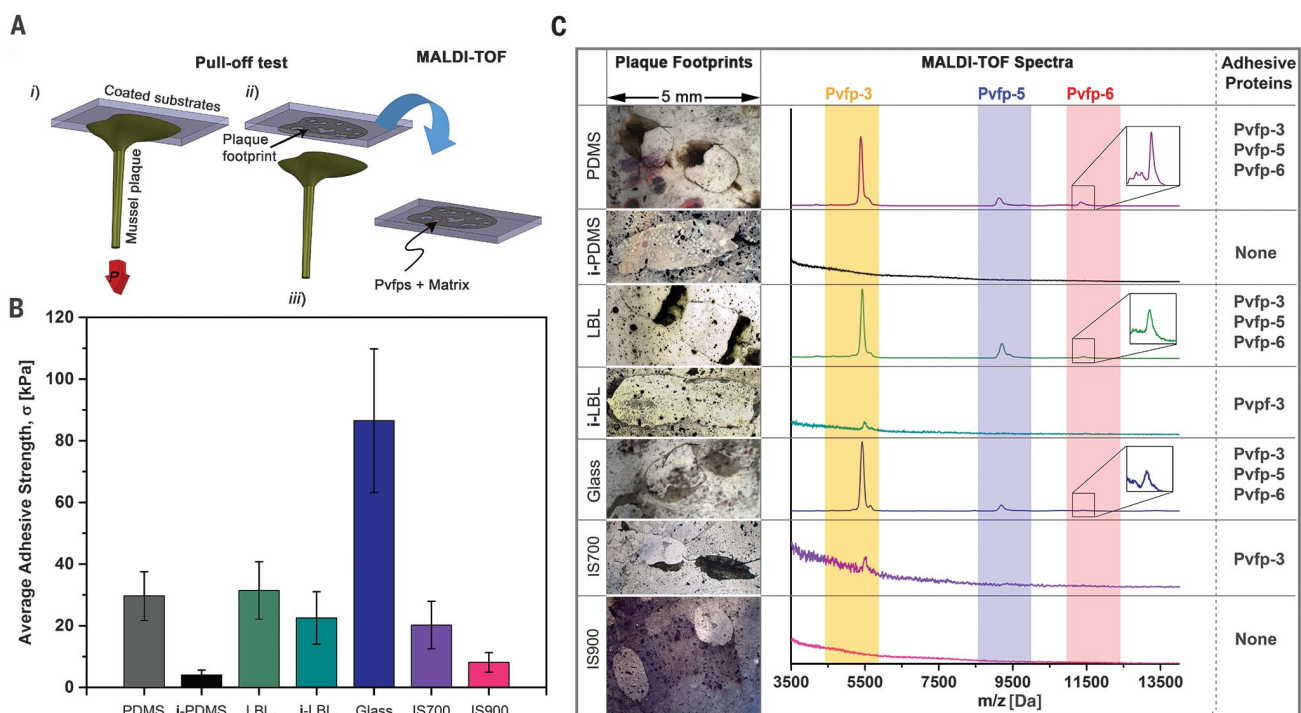 A
Pull-off test
MALDI-TOF
i)
Coated substrates
ii)
Plaque
footprint
Mussel plaque
P
iii)
Pvfps + Matrix
B
Average Adhesive Strength, σ [kPa]
120
100
80
60
40
20
0
PDMS i-PDMS LBL i-LBL Glass IS700 IS900
C
Plaque Footprints
MALDI-TOF Spectra
Adhesive
Proteins
5 mm
Pvfp-3 Pvfp-5 Pvfp-6
PDMS
Pvfp-3
Pvfp-5
Pvfp-6
i-PDMS
None
LBL
Pvfp-3
Pvfp-5
Pvfp-6
i-LBL
Pvpf-3
Glass
Pvfp-3
Pvfp-5
Pvfp-6
IS700
Pvfp-3
IS900
None
3500 5500 7500 9500 11500 13500
m/z [Da]